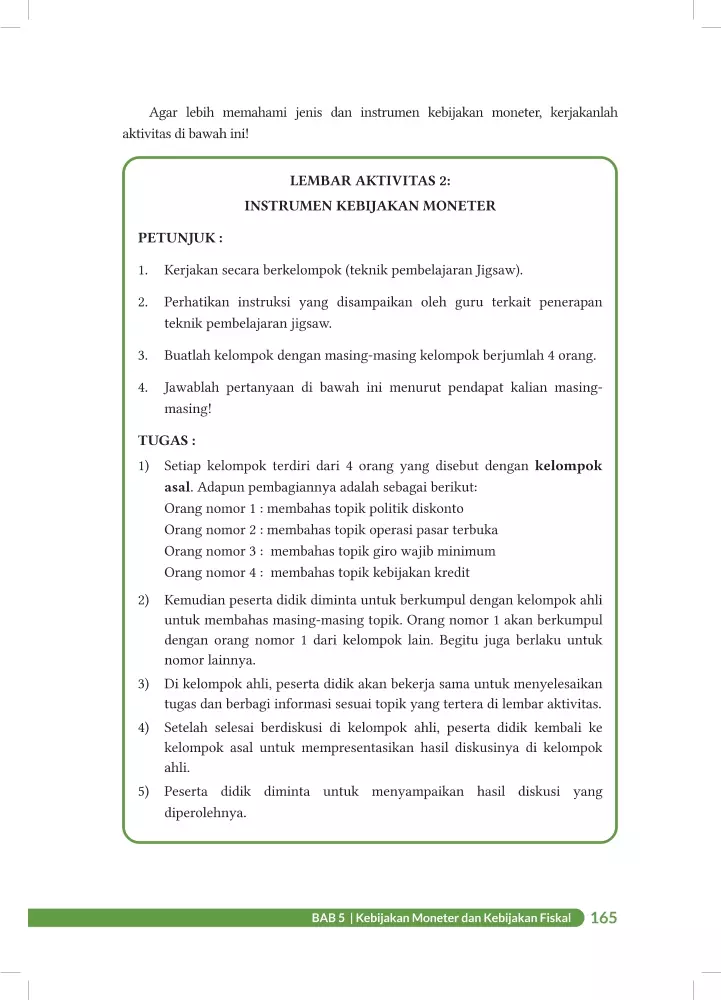 Agar lebih memahami jenis dan instrumen kebijakan moneter, kerjakanlah
aktivitas di bawah ini!
LEMBAR AKTIVITAS 2:
INSTRUMEN KEBIJAKAN MONETER
PETUNJUK :
1. Kerjakan secara berkelompok (teknik pembelajaran Jigsaw).
2. Perhatikan instruksi yang disampaikan oleh guru terkait penerapan
teknik pembelajaran jigsaw.
3. Buatlah kelompok dengan masing-masing kelompok berjumlah 4 orang.
4. Jawablah pertanyaan di bawah ini menurut pendapat kalian masing-
masing!
TUGAS :
1) Setiap kelompok terdiri dari 4 orang yang disebut dengan kelompok
asal. Adapun pembagiannya adalah sebagai berikut:
Orang nomor 1 : membahas topik politik diskonto
Orang nomor 2 : membahas topik operasi pasar terbuka
Orang nomor 3 : membahas topik giro wajib minimum
Orang nomor 4 : membahas topik kebijakan kredit
2) Kemudian peserta didik diminta untuk berkumpul dengan kelompok ahli
untuk membahas masing-masing topik. Orang nomor 1 akan berkumpul
dengan orang nomor 1 dari kelompok lain. Begitu juga berlaku untuk
nomor lainnya.
3) Di kelompok ahli, peserta didik akan bekerja sama untuk menyelesaikan
tugas dan berbagi informasi sesuai topik yang tertera di lembar aktivitas.
4) Setelah selesai berdiskusi di kelompok ahli, peserta didik kembali ke
kelompok asal untuk mempresentasikan hasil diskusinya di kelompok
ahli.
5) Peserta didik diminta untuk menyampaikan hasil diskusi yang
diperolehnya.
BAB 5 | Kebijakan Moneter dan Kebijakan Fiskal 165